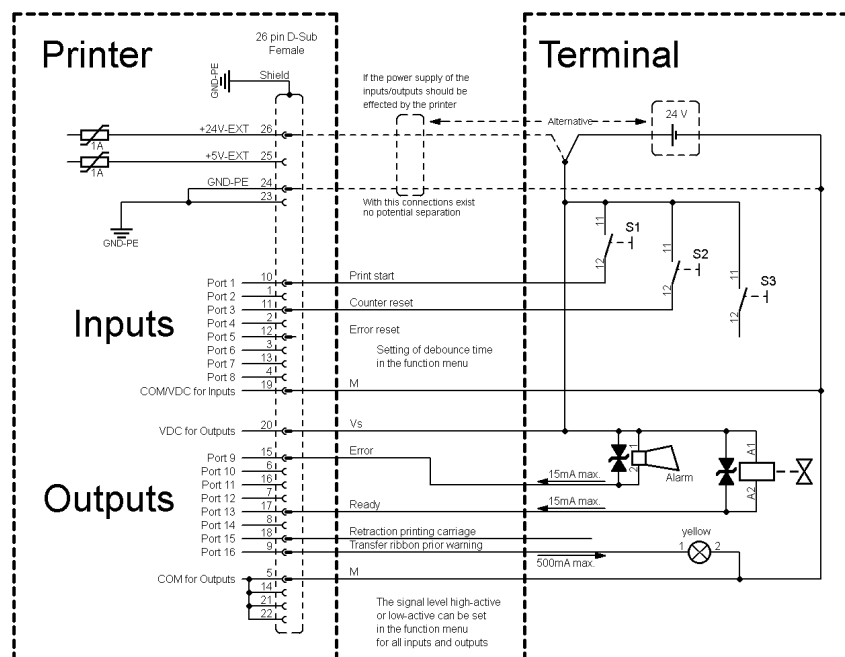 Printer
26 pin D-Sub
Female
Terminal
Shield
GND-PE
If the power supply of the
inputs/outputs should be
effected by the printer
Alternative
24 V
+24V-EXT 26
1A
+5V-EXT 25
1A
GND-PE 24
23
GND-PE
With this connections exist
no potential separation
11
12
S1
11
12
S2
11
12
S3
Inputs
Port 1 10 Print start
Port 2 1
Port 3 11 Counter reset
Port 4 2
Port 5 12 Error reset
Port 6 3
Port 7 13
Port 8 4
COM/VDC for Inputs 19 M
Setting of debounce time
in the function menu
Outputs
VDC for Outputs 20 Vs
Port 9 15 Error
Port 10 6
Port 11 16
Port 12 7
Port 13 17 Ready
Port 14 8
Port 15 18 Retraction printing carriage
Port 16 9 Transfer ribbon prior warning
COM for Outputs 5 M
14
21
22
15mA max.
2 1
Alarm
A1
A2
15mA max.
yellow
1 2
500mA max.
The signal level high-active
or low-active can be set
in the function menu
for all inputs and outputs